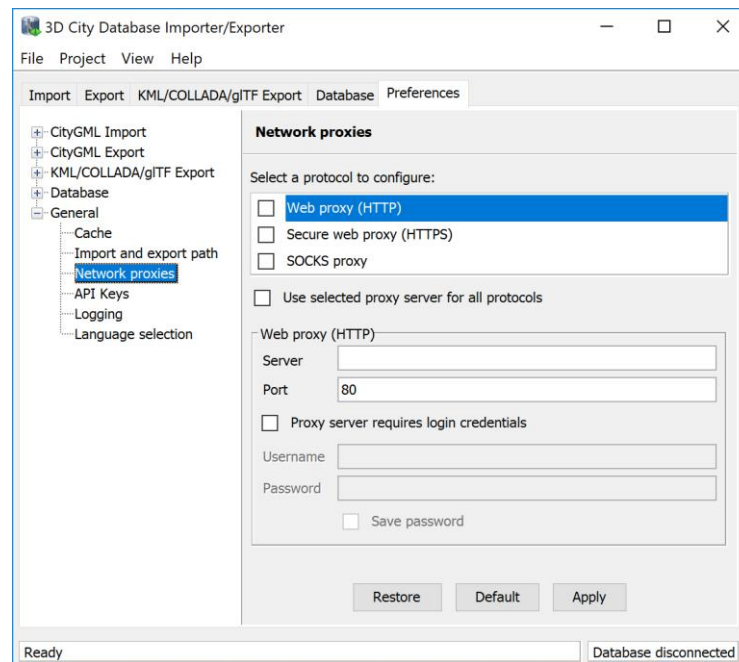 3D City Database Importer/Exporter
File Project View Help
Import Export KML/COLLADA/glTF Export Database Preferences
CityGML Import
CityGML Export
KML/COLLADA/glTF Export
Database
General
Cache
Import and export path
Network proxies
API Keys
Logging
Language selection
Network proxies
Select a protocol to configure:
Web proxy (HTTP)
Secure web proxy (HTTPS)
SOCKS proxy
Use selected proxy server for all protocols
Web proxy (HTTP)
Server
Port 80
Proxy server requires login credentials
Username
Password
Save password
Restore Default Apply
Ready Database disconnected